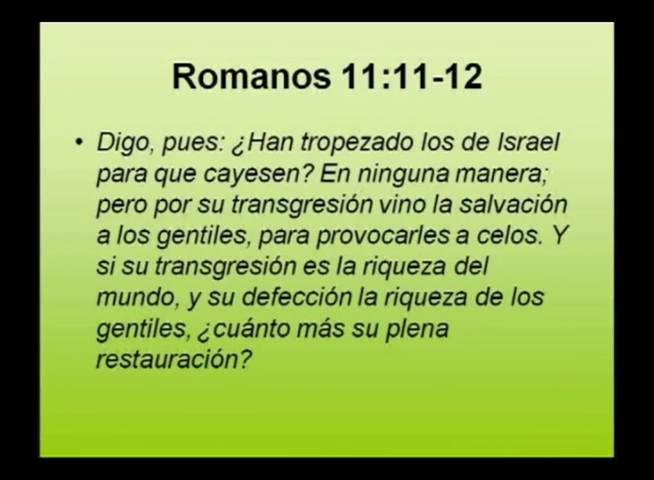 Romanos 11:11-12
• Digo, pues: ¿Han tropezado los de Israel
para que cayesen? En ninguna manera;
pero por su transgresión vino la salvación
a los gentiles, para provocarles a celos. Y
si su transgresión es la riqueza del
mundo, y su defección la riqueza de los
gentiles, ¿cuánto más su plena
restauración?